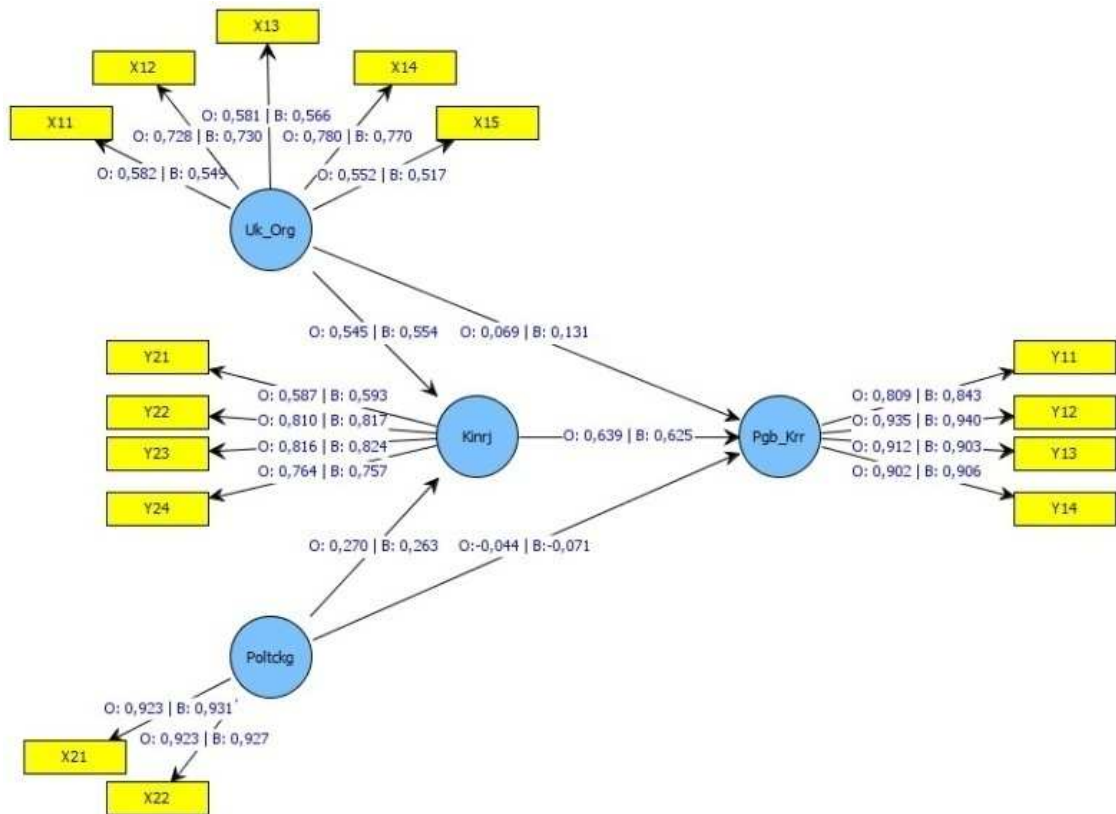 X13
X12
X14
X11
X15
O: 0,581 | B: 0,566
O: 0,728 | B: 0,730
O: 0,780 | B: 0,770
O: 0,582 | B: 0,549
O: 0,552 | B: 0,517
Uk_Org
O: 0,545 | B: 0,554
O: 0,069 | B: 0,131
Y21
Y22
Y23
Y24
O: 0,587 | B: 0,593
O: 0,810 | B: 0,817
O: 0,816 | B: 0,824
O: 0,764 | B: 0,757
Kinrj
O: 0,639 | B: 0,625
Pgb_Krr
O: 0,809 | B: 0,843
O: 0,935 | B: 0,940
O: 0,912 | B: 0,903
O: 0,902 | B: 0,906
Y11
Y12
Y13
Y14
O: 0,270 | B: 0,263
O:-0,044 | B:-0,071
Poltckg
O: 0,923 | B: 0,931
O: 0,923 | B: 0,927
X21
X22